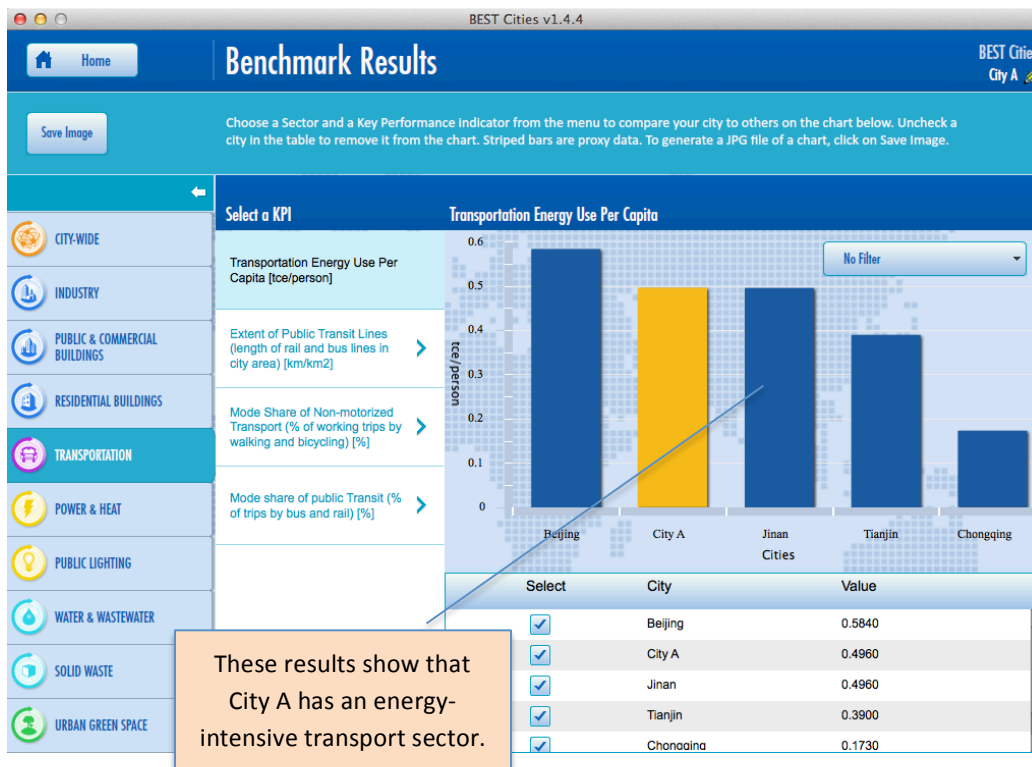 BEST Cities v1.4.4
Home
Benchmark Results
BEST Citie
City A
Save Image
Choose a Sector and a Key Performance indicator from the menu to compare your city to others on the chart below. Uncheck a
city in the table to remove it from the chart. Striped bars are proxy data. To generate a JPG file of a chart, click on Save Image.
CITY-WIDE
INDUSTRY
PUBLIC & COMMERCIAL
BUILDINGS
RESIDENTIAL BUILDINGS
TRANSPORTATION
POWER & HEAT
PUBLIC LIGHTING
WATER & WASTEWATER
SOLID WASTE
URBAN GREEN SPACE
Select a KPI
Transportation Energy Use Per
Capita [tce/person]
Extent of Public Transit Lines
(length of rail and bus lines in
city area) [km/km2]
Mode Share of Non-motorized
Transport (% of working trips by
walking and bicycling) [%]
Mode share of public Transit (%
of trips by bus and rail) [%]
Transportation Energy Use Per Capita
No Filter
0.6
0.5
0.4
0.3
0.2
0.1
0
tce/person
Beijing City A Jinan Tianjin Chongqing
Cities
Select City Value
Beijing 0.5840
City A 0.4960
Jinan 0.4960
Tianjin 0.3900
Chongqing 0.1730
These results show that
City A has an energy-
intensive transport sector.